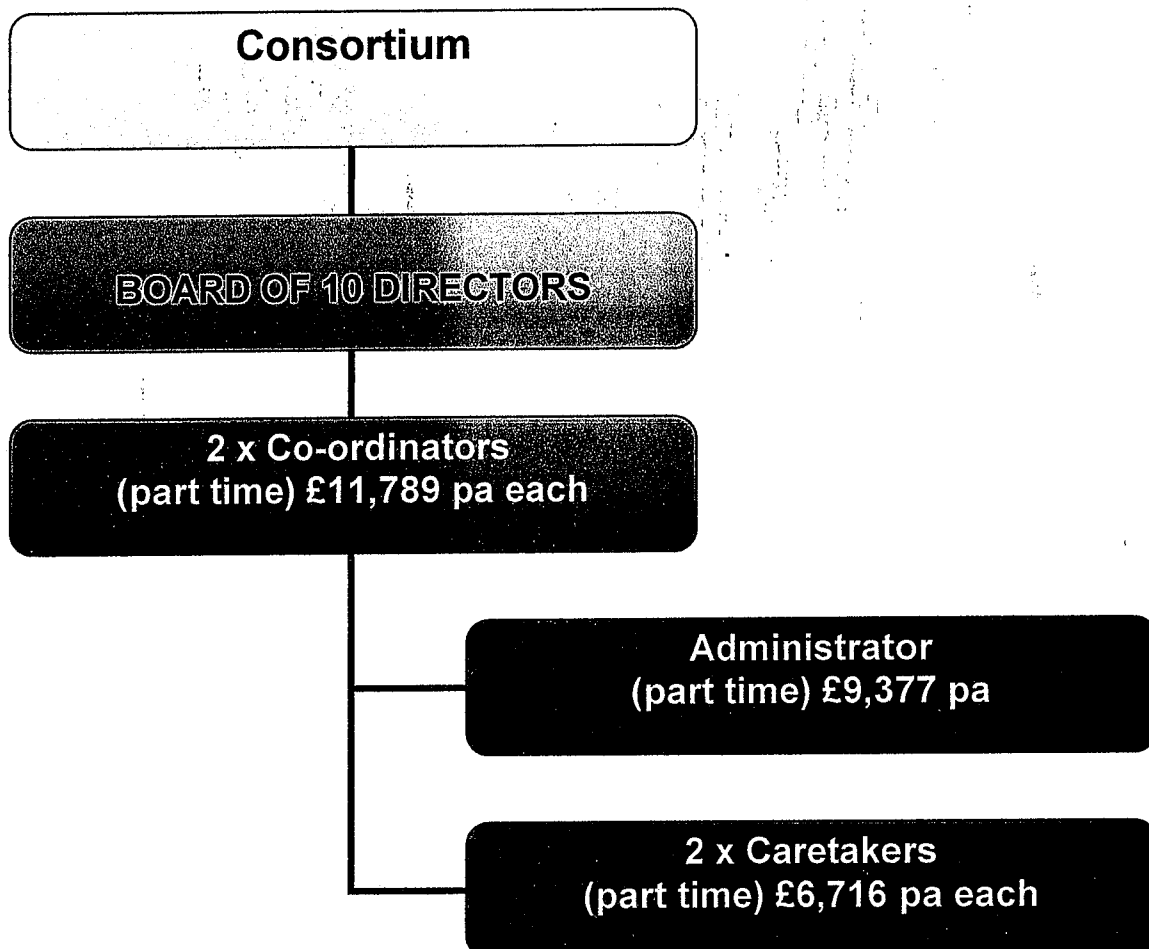 Consortium
BOARD OF 10 DIRECTORS
2 x Co-ordinators
(part time) £11,789 pa each
Administrator
(part time) £9,377 pa
2 x Caretakers
(part time) £6,716 pa each